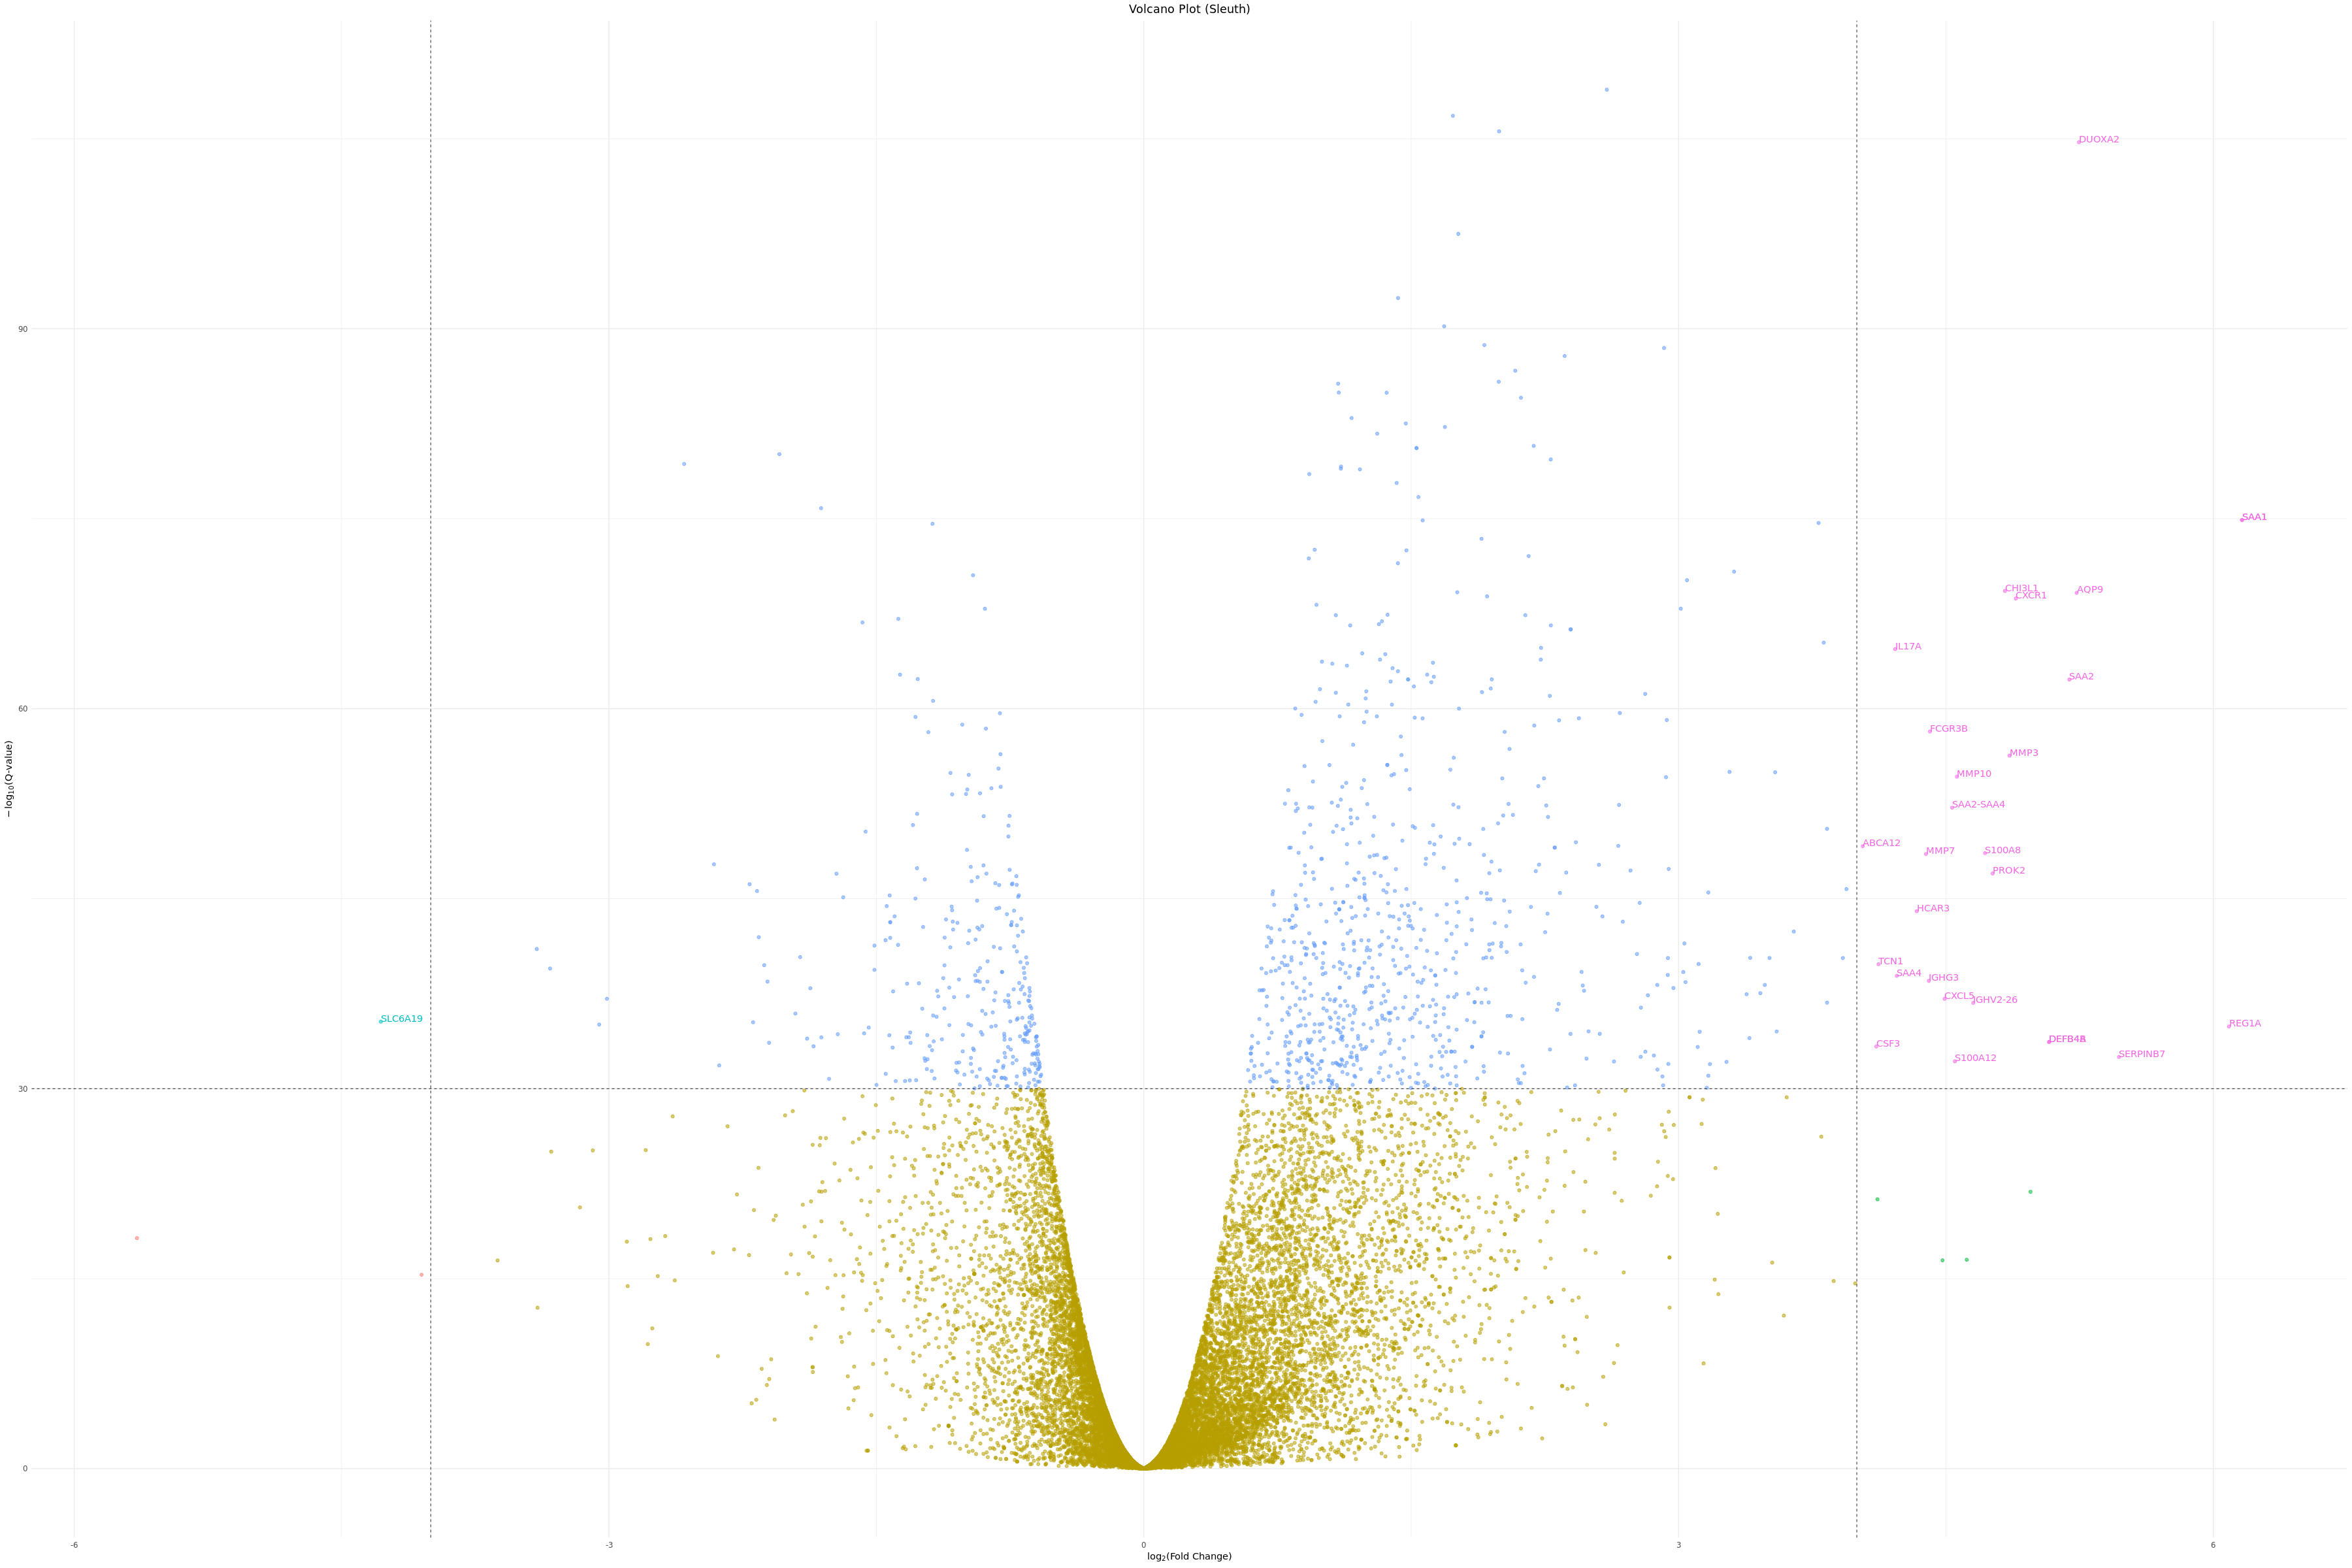 Volcano Plot (Sleuth)
DUOXA2
90
SAA1
CHI3L1
AQP9
CXCR1
IL17A
SAA2
60
FCGR3B
MMP3
MMP10
SAA2-SAA4
ABCA12
MMP7
S100A8
PROK2
HCAR3
TCN1
SAA4
IGHG3
CXCL5
IGHV2-26
SLC6A19
REG1A
CSF3
S100A12
SERPINB7
30
0
-6
-3
0
3
6
log2(Fold Change)
−log10(Q-value)